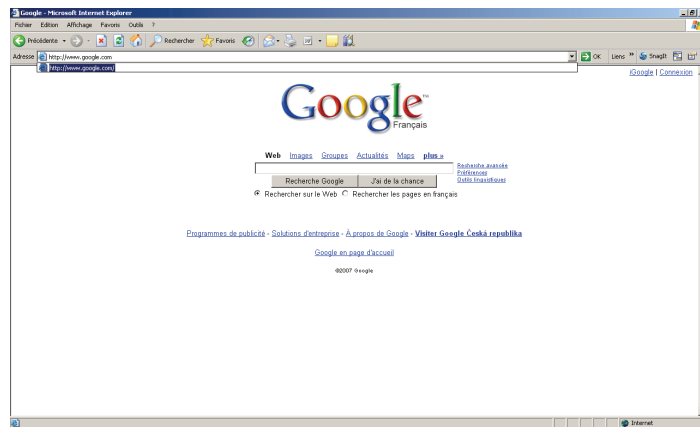 Google - Microsoft Internet Explorer
Fichier Edition Affichage Favoris Outils ?
Précédente Rechercher Favoris
Adresse http://www.google.com OK Liens » SnagIt
http://www.google.com/
iGoogle | Connexion
Google™
Français
Web Images Groupes Actualités Maps plus »
Recherche avancée
Préférences
Outils linguistiques
Recherche Google J'ai de la chance
Rechercher sur le Web Rechercher les pages en français
Programmes de publicité - Solutions d'entreprise - À propos de Google - Visiter Google Česká republika
Google en page d'accueil
©2007 Google
Internet